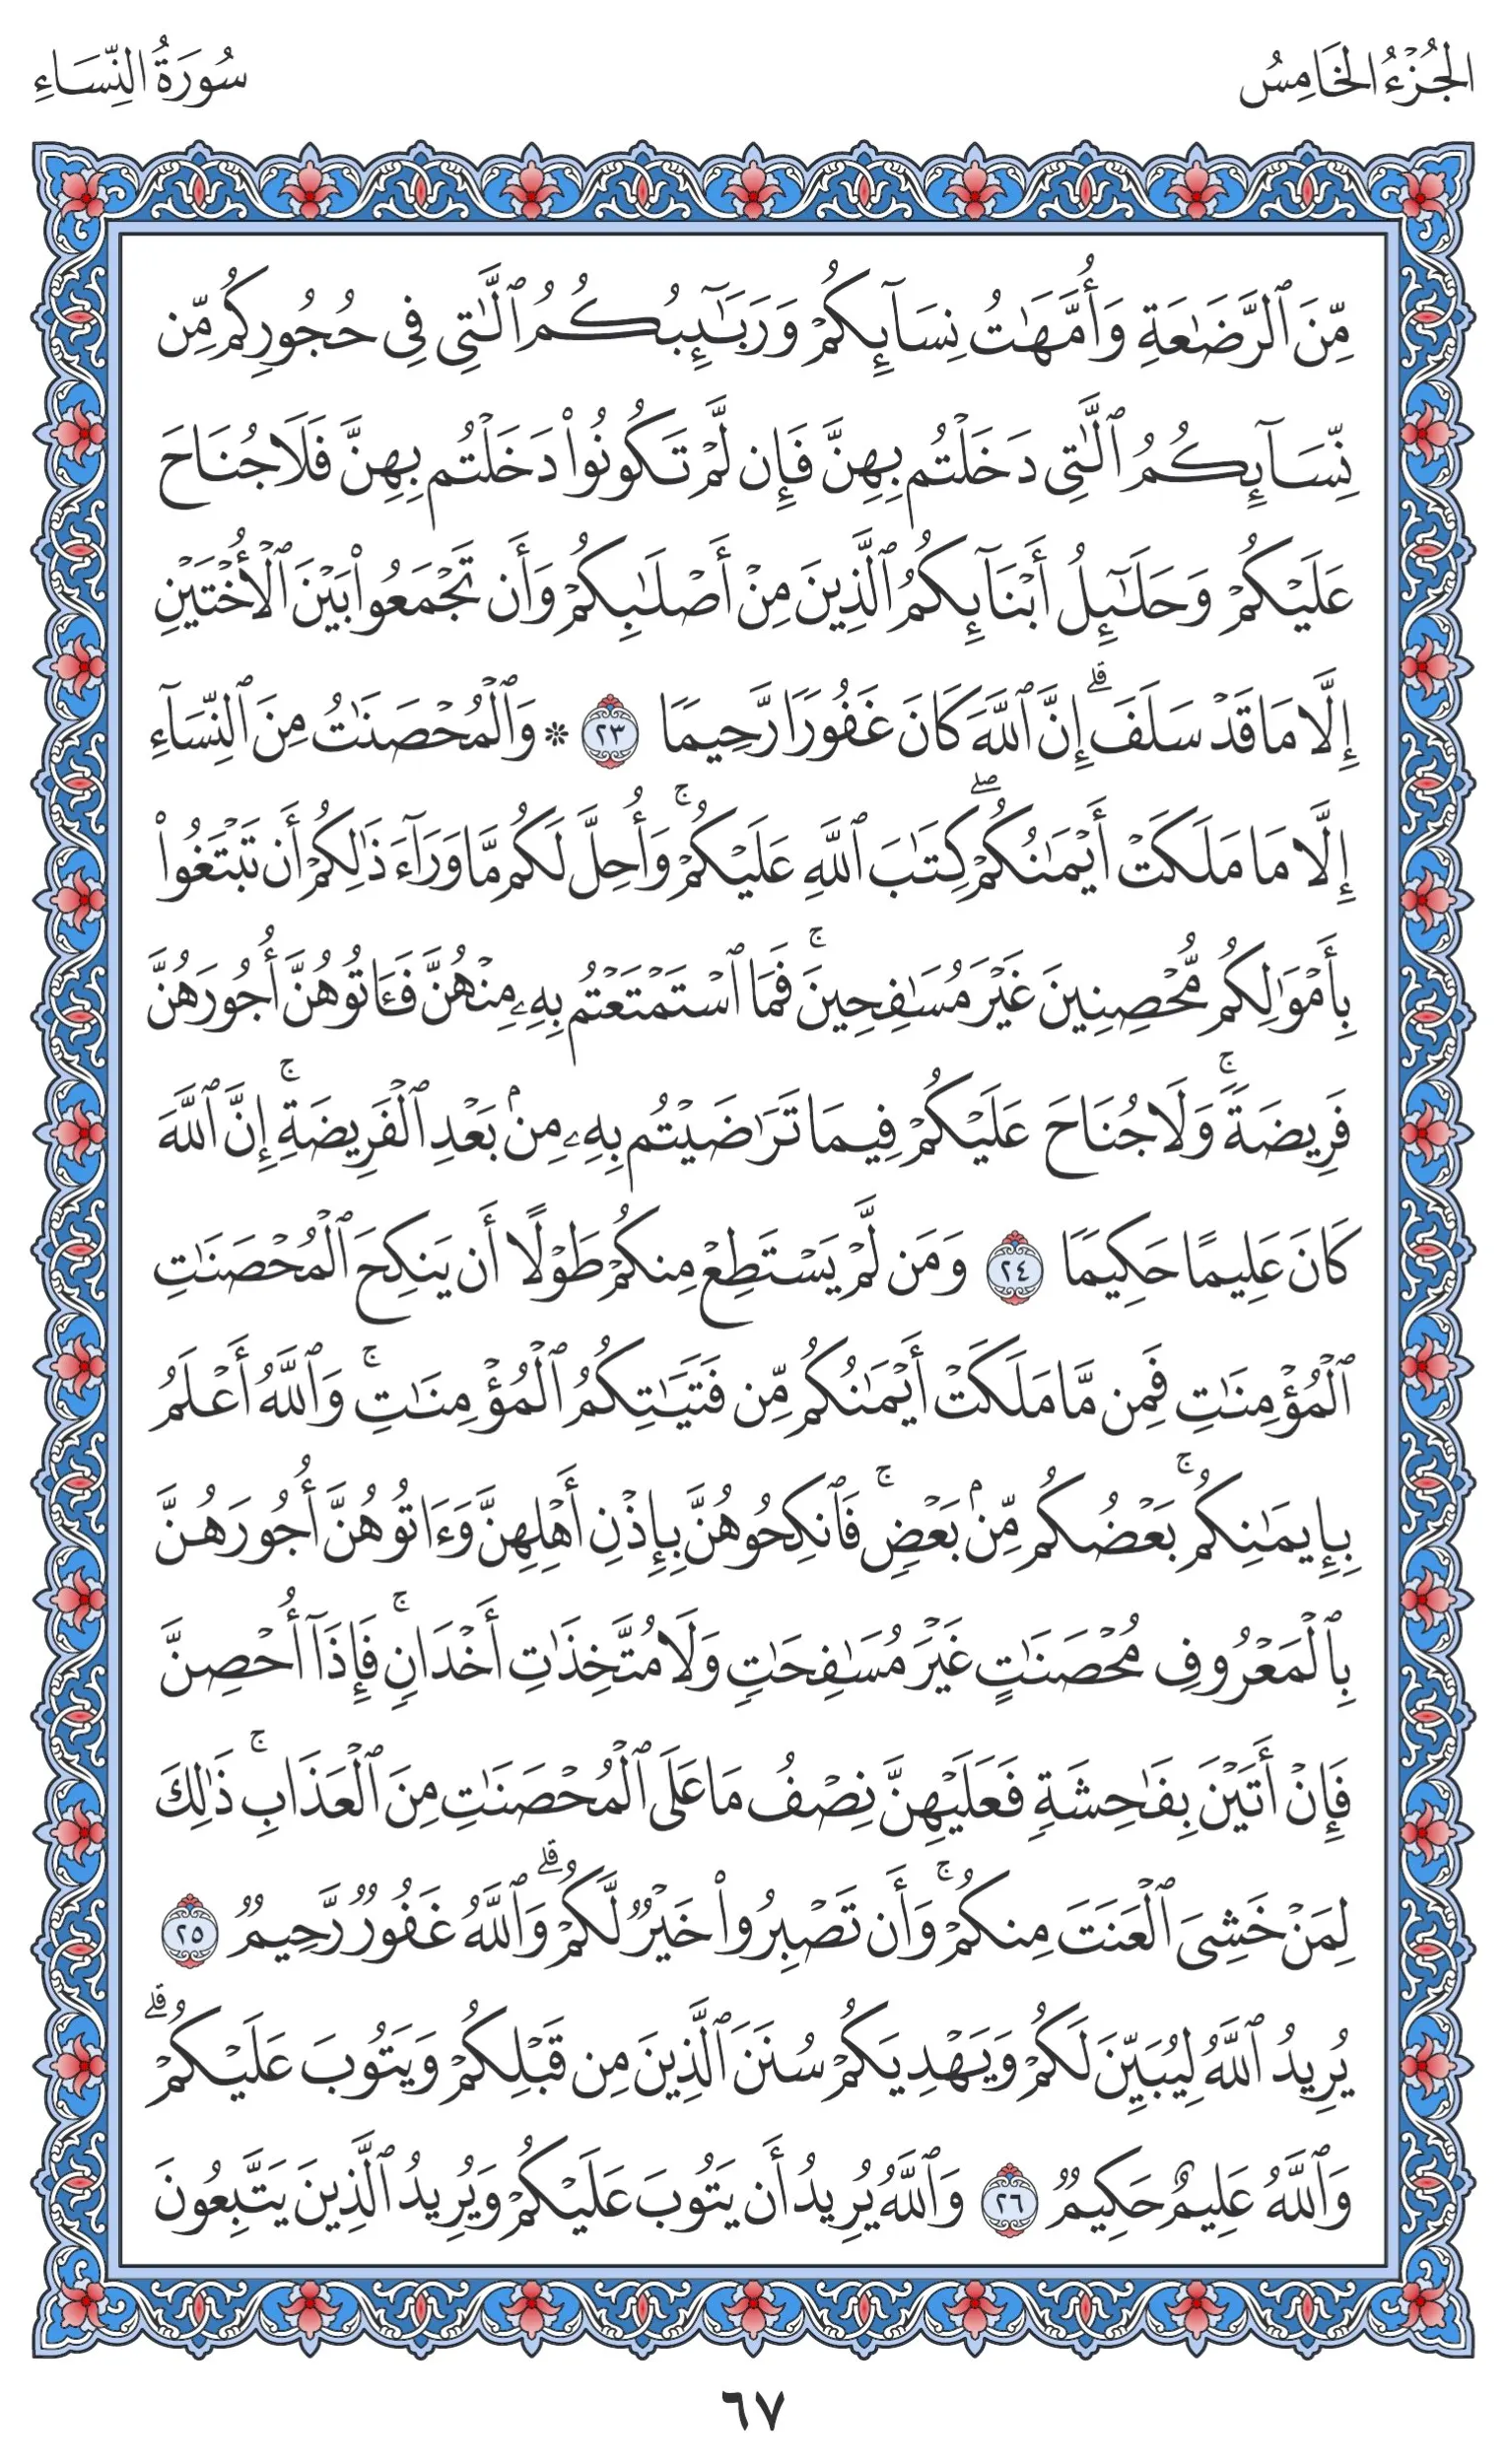 الجُزْءُ الخَامِسُ
سُورَةُ النِّسَاءِ
مِّنَ ٱلرَّضَٰعَةِ وَأُمَّهَٰتُ نِسَآئِكُمْ وَرَبَٰٓئِبُكُمُ ٱلَّٰتِى فِى حُجُورِكُم مِّن
نِّسَآئِكُمُ ٱلَّٰتِى دَخَلْتُم بِهِنَّ فَإِن لَّمْ تَكُونُوا۟ دَخَلْتُم بِهِنَّ فَلَا جُنَاحَ
عَلَيْكُمْ وَحَلَٰٓئِلُ أَبْنَآئِكُمُ ٱلَّذِينَ مِنْ أَصْلَٰبِكُمْ وَأَن تَجْمَعُوا۟ بَيْنَ ٱلْأُخْتَيْنِ
إِلَّا مَا قَدْ سَلَفَ ۗ إِنَّ ٱللَّهَ كَانَ غَفُورًا رَّحِيمًا ٢٣ * وَٱلْمُحْصَنَٰتُ مِنَ ٱلنِّسَآءِ
إِلَّا مَا مَلَكَتْ أَيْمَٰنُكُمْ ۖ كِتَٰبَ ٱللَّهِ عَلَيْكُمْ ۚ وَأُحِلَّ لَكُم مَّا وَرَآءَ ذَٰلِكُمْ أَن تَبْتَغُوا۟
بِأَمْوَٰلِكُم مُّحْصِنِينَ غَيْرَ مُسَٰفِحِينَ ۚ فَمَا ٱسْتَمْتَعْتُم بِهِۦ مِنْهُنَّ فَـَٔاتُوهُنَّ أُجُورَهُنَّ
فَرِيضَةً ۚ وَلَا جُنَاحَ عَلَيْكُمْ فِيمَا تَرَٰضَيْتُم بِهِۦ مِنۢ بَعْدِ ٱلْفَرِيضَةِ ۚ إِنَّ ٱللَّهَ
كَانَ عَلِيمًا حَكِيمًا ٢٤ وَمَن لَّمْ يَسْتَطِعْ مِنكُمْ طَوْلًا أَن يَنكِحَ ٱلْمُحْصَنَٰتِ
ٱلْمُؤْمِنَٰتِ فَمِن مَّا مَلَكَتْ أَيْمَٰنُكُم مِّن فَتَيَٰتِكُمُ ٱلْمُؤْمِنَٰتِ ۚ وَٱللَّهُ أَعْلَمُ
بِإِيمَٰنِكُم ۚ بَعْضُكُم مِّنۢ بَعْضٍ ۚ فَٱنكِحُوهُنَّ بِإِذْنِ أَهْلِهِنَّ وَءَاتُوهُنَّ أُجُورَهُنَّ
بِٱلْمَعْرُوفِ مُحْصَنَٰتٍ غَيْرَ مُسَٰفِحَٰتٍ وَلَا مُتَّخِذَٰتِ أَخْدَانٍ ۚ فَإِذَآ أُحْصِنَّ
فَإِنْ أَتَيْنَ بِفَٰحِشَةٍ فَعَلَيْهِنَّ نِصْفُ مَا عَلَى ٱلْمُحْصَنَٰتِ مِنَ ٱلْعَذَابِ ۚ ذَٰلِكَ
لِمَنْ خَشِىَ ٱلْعَنَتَ مِنكُمْ ۚ وَأَن تَصْبِرُوا۟ خَيْرٌ لَّكُمْ ۗ وَٱللَّهُ غَفُورٌ رَّحِيمٌ ٢٥
يُرِيدُ ٱللَّهُ لِيُبَيِّنَ لَكُمْ وَيَهْدِيَكُمْ سُنَنَ ٱلَّذِينَ مِن قَبْلِكُمْ وَيَتُوبَ عَلَيْكُمْ ۗ
وَٱللَّهُ عَلِيمٌ حَكِيمٌ ٢٦ وَٱللَّهُ يُرِيدُ أَن يَتُوبَ عَلَيْكُمْ وَيُرِيدُ ٱلَّذِينَ يَتَّبِعُونَ
٦٧